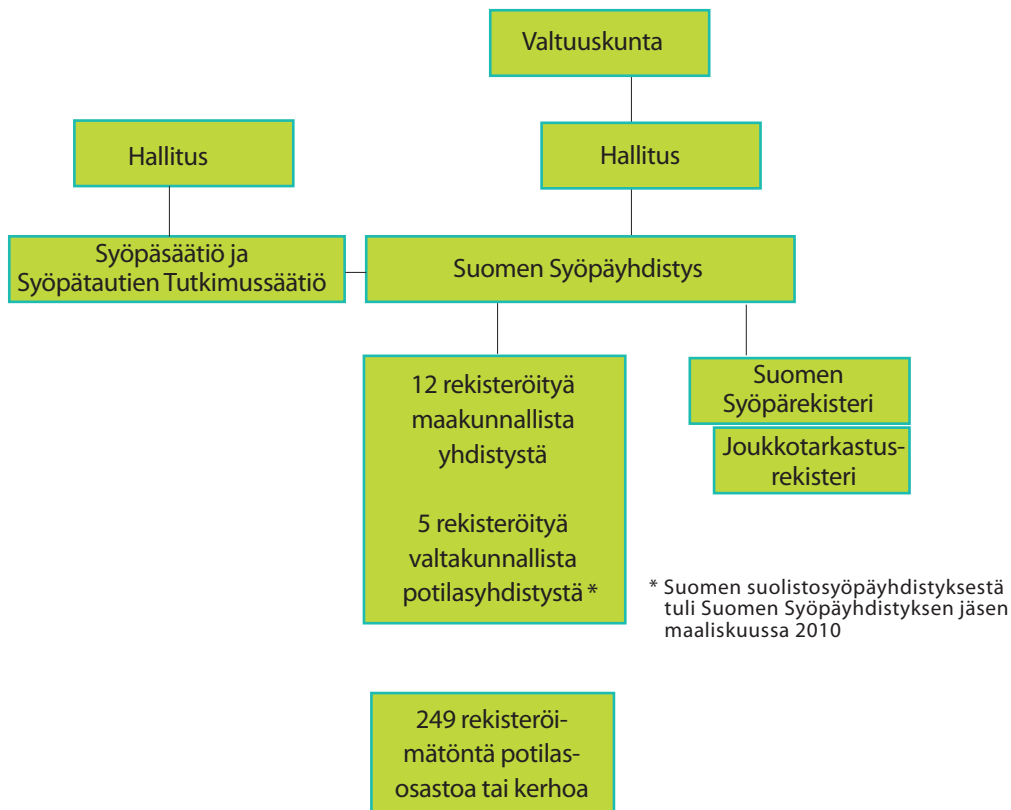 Valtuuskunta
Hallitus
Hallitus
Syöpäsäätiö ja
Syöpätautien Tutkimussäätiö
Suomen Syöpäyhdistys
12 rekisteröityä
maakunnallista
yhdistystä
5 rekisteröityä
valtakunnallista
potilasyhdistystä *
Suomen
Syöpärekisteri
Joukkotarkastus-
rekisteri
* Suomen suolistosyöpäyhdistyksestä
tuli Suomen Syöpäyhdistyksen jäsen
maaliskuussa 2010
249 rekisteröi-
mätöntä potilas-
osastoa tai kerhoa